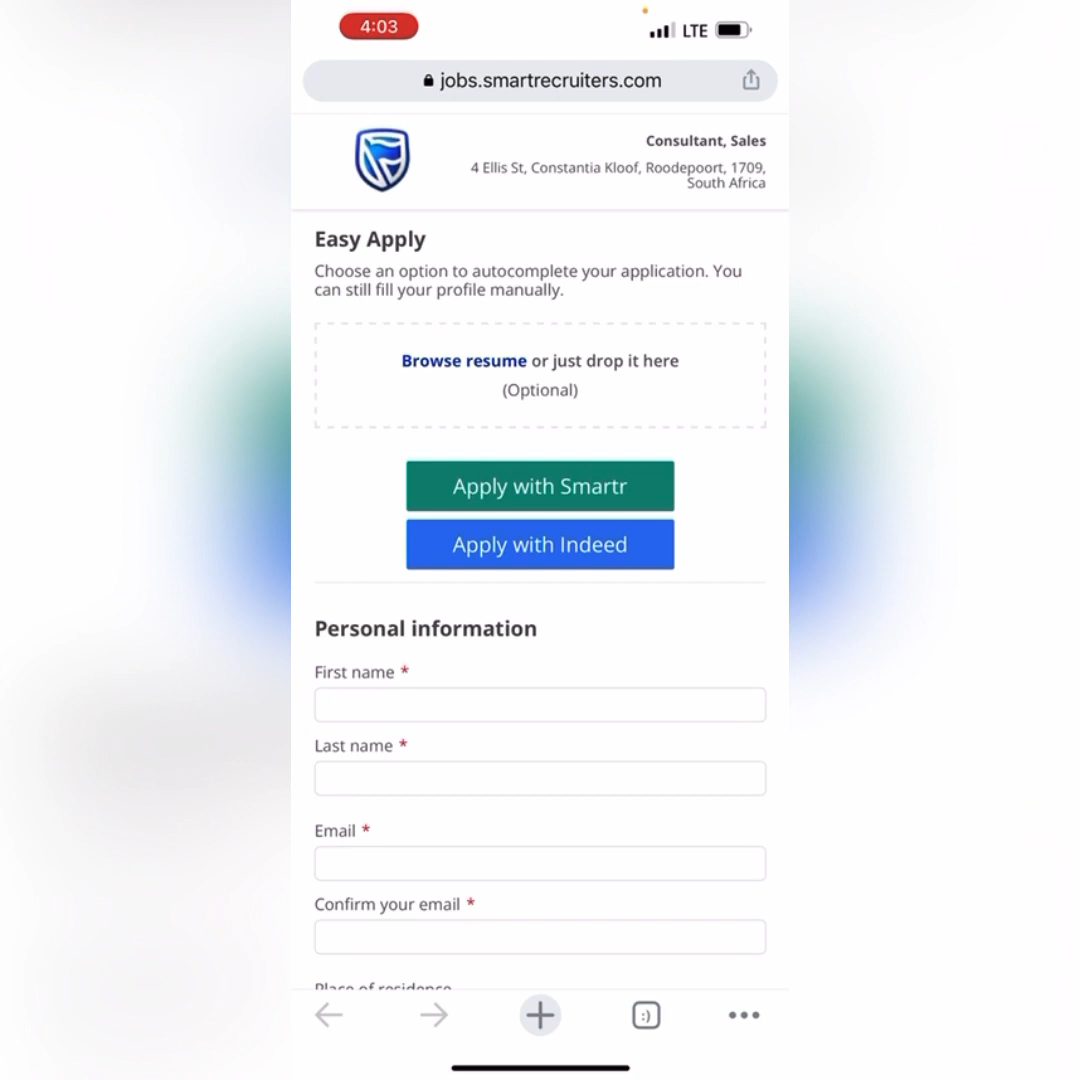 4:03
LTE
jobs.smartrecruiters.com
Consultant, Sales
4 Ellis St, Constantia Kloof, Roodepoort, 1709,
South Africa
Easy Apply
Choose an option to autocomplete your application. You
can still fill your profile manually.
Browse resume or just drop it here
(Optional)
Apply with Smartr
Apply with Indeed
Personal information
First name *
Last name *
Email *
Confirm your email *
Place of residence
:)